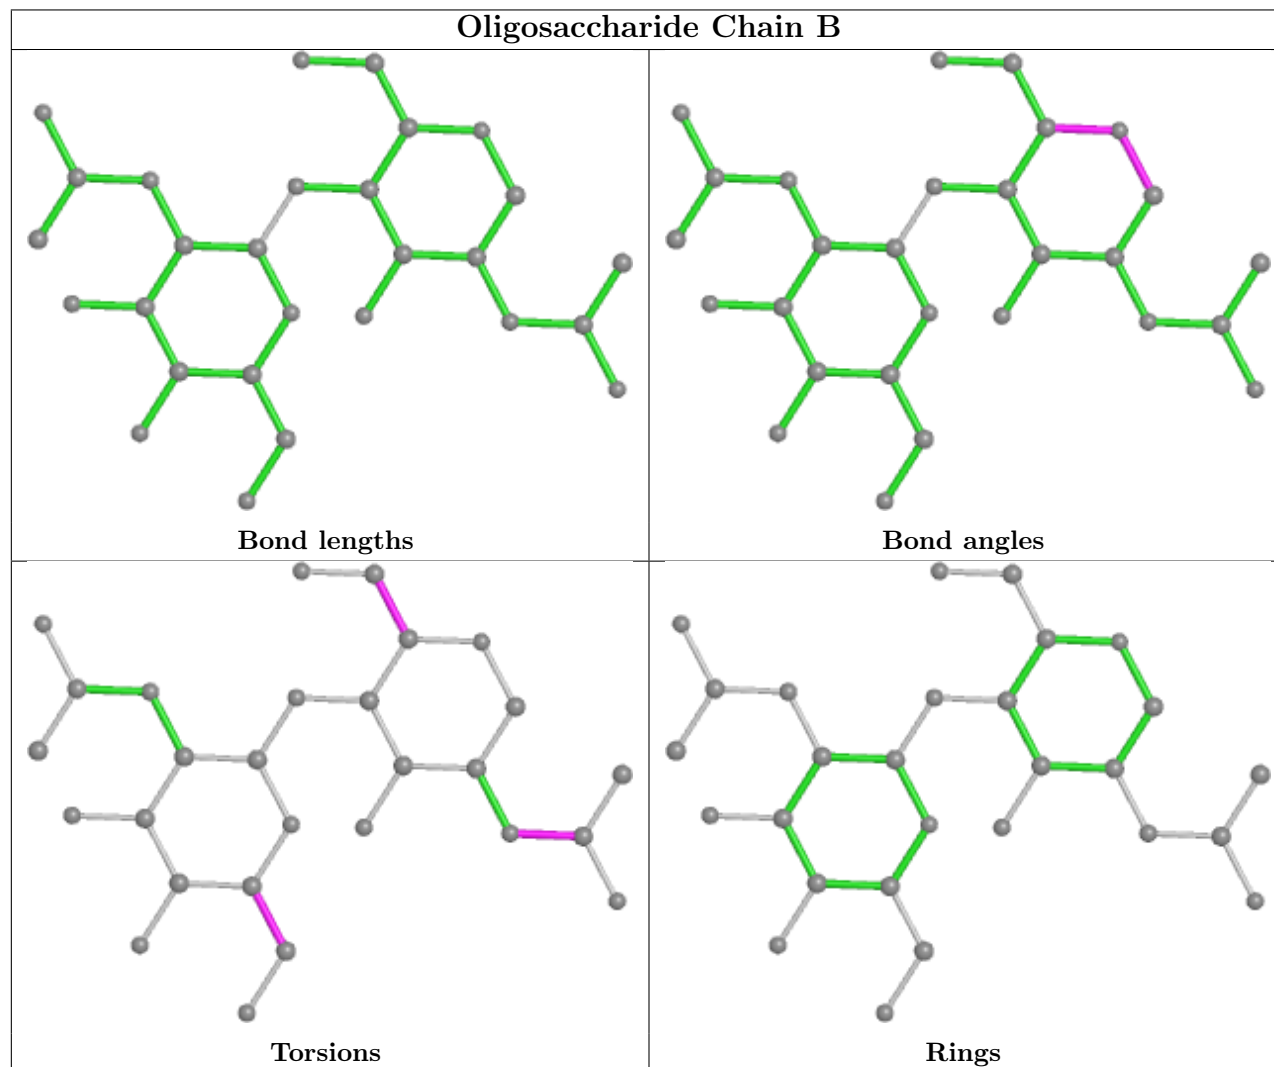 Oligosaccharide Chain B
Bond lengths
Bond angles
Torsions
Rings